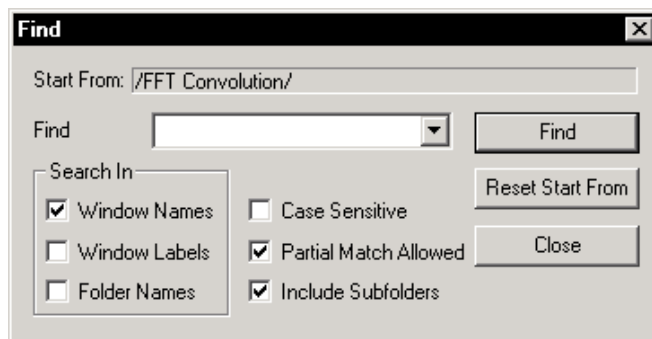 Find
Start From: /FFT Convolution/
Find Find
Search In
Reset Start From
Window Names Case Sensitive
Window Labels Partial Match Allowed Close
Folder Names Include Subfolders